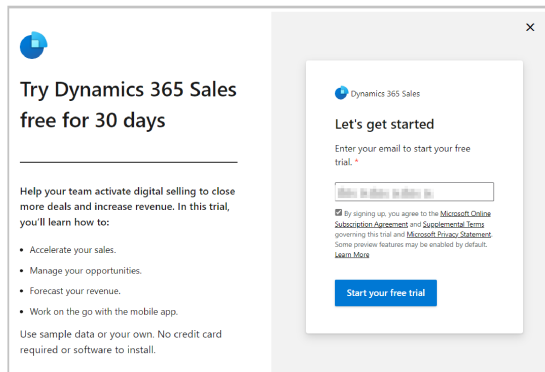 Try Dynamics 365 Sales
free for 30 days
Help your team activate digital selling to close
more deals and increase revenue. In this trial,
you'll learn how to:
• Accelerate your sales.
• Manage your opportunities.
• Forecast your revenue.
• Work on the go with the mobile app.
Use sample data or your own. No credit card
required or software to install.
Dynamics 365 Sales
Let's get started
Enter your email to start your free
trial. *
By signing up, you agree to the Microsoft Online
Subscription Agreement and Supplemental Terms
governing this trial and Microsoft Privacy Statement.
Some preview features may be enabled by default.
Learn More
Start your free trial